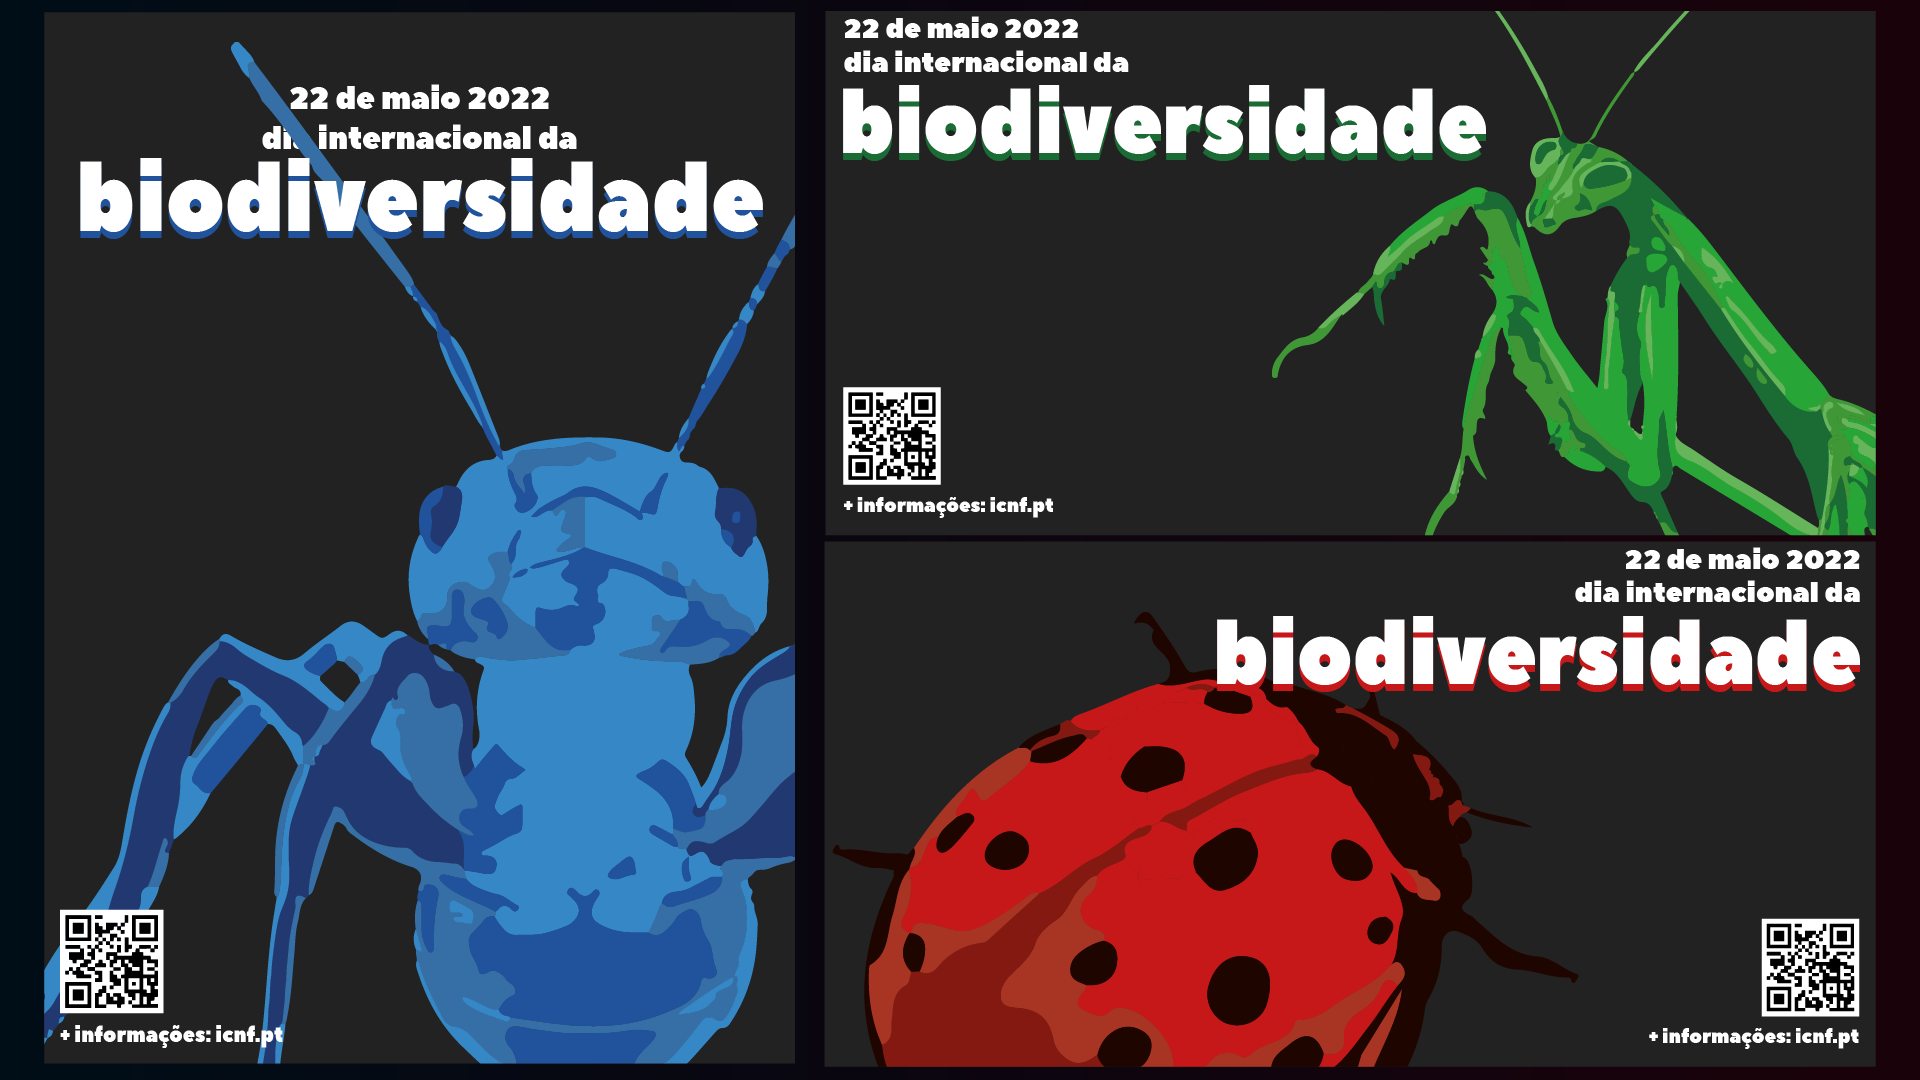 22 de maio 2022
dia internacional da
biodiversidade
+ informações: icnf.pt
22 de maio 2022
dia internacional da
biodiversidade
+ informações: icnf.pt
22 de maio 2022
dia internacional da
biodiversidade
+ informações: icnf.pt